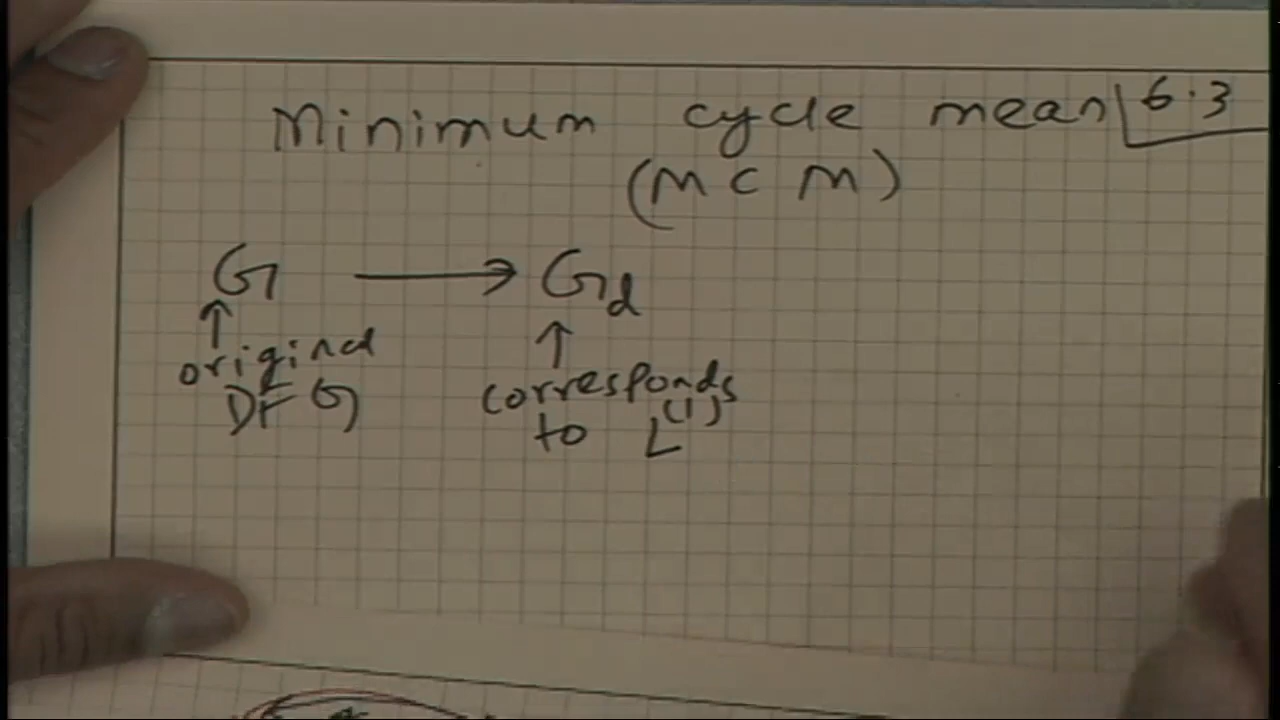 Minimum cycle mean 6.3
(MCM)
G → Gd
↑ ↑
original corresponds
DFG to L(1)